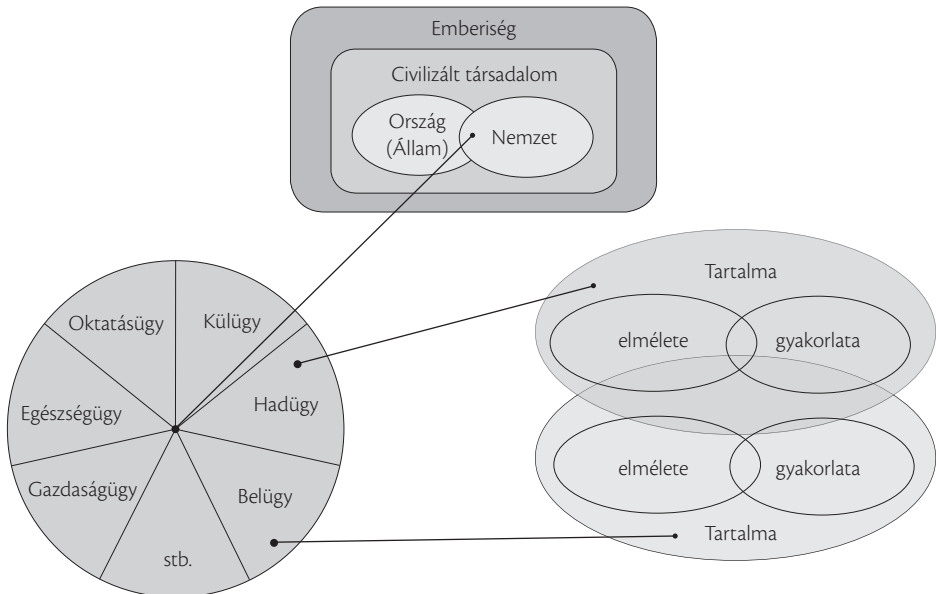 Emberiség
Civilizált társadalom
Ország
(Állam)
Nemzet
Oktatásügy
Külügy
Egészségügy
Hadügy
Gazdaságügy
Belügy
stb.
Tartalma
elmélete
gyakorlata
elmélete
gyakorlata
Tartalma